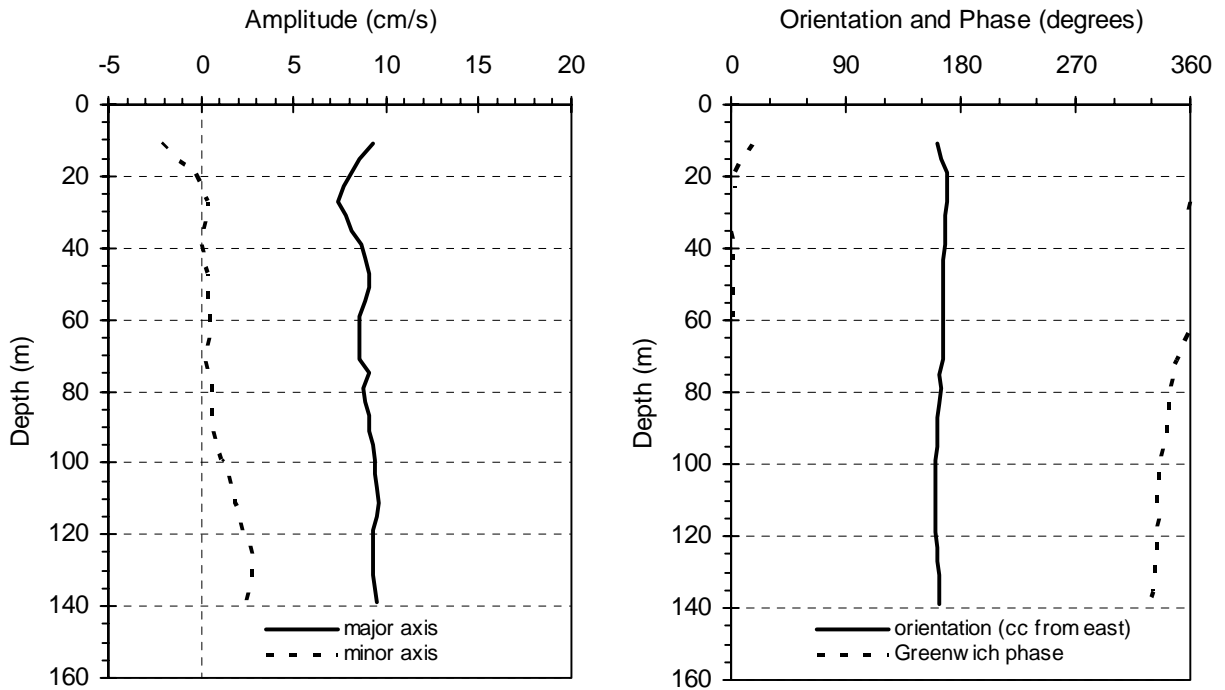 Amplitude (cm/s)
-5 0 5 10 15 20
0
20
40
60
80
100
120
140
160
Depth (m)
major axis
minor axis
Orientation and Phase (degrees)
0 90 180 270 360
0
20
40
60
80
100
120
140
160
Depth (m)
orientation (cc from east)
Greenwich phase